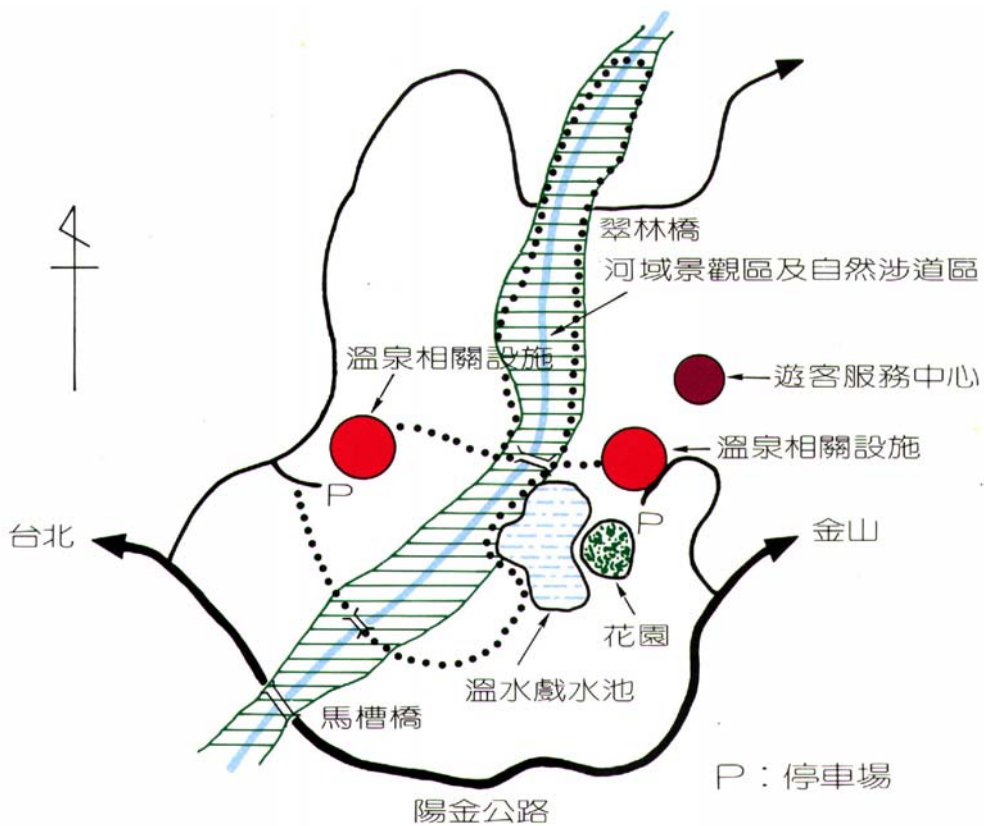 翠林橋
河域景觀區及自然涉道區
溫泉相關設施
遊客服務中心
溫泉相關設施
P
P
台北
金山
花園
溫水戲水池
馬槽橋
P：停車場
陽金公路